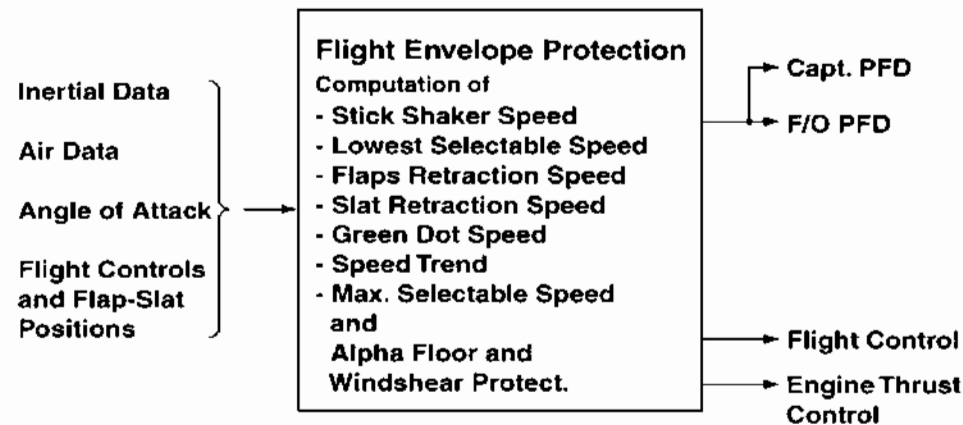 Inertial Data
Air Data
Angle of Attack
Flight Controls
and Flap-Slat
Positions
Flight Envelope Protection
Computation of
- Stick Shaker Speed
- Lowest Selectable Speed
- Flaps Retraction Speed
- Slat Retraction Speed
- Green Dot Speed
- Speed Trend
- Max. Selectable Speed
and
Alpha Floor and
Windshear Protect.
Capt. PFD
F/O PFD
Flight Control
Engine Thrust
Control